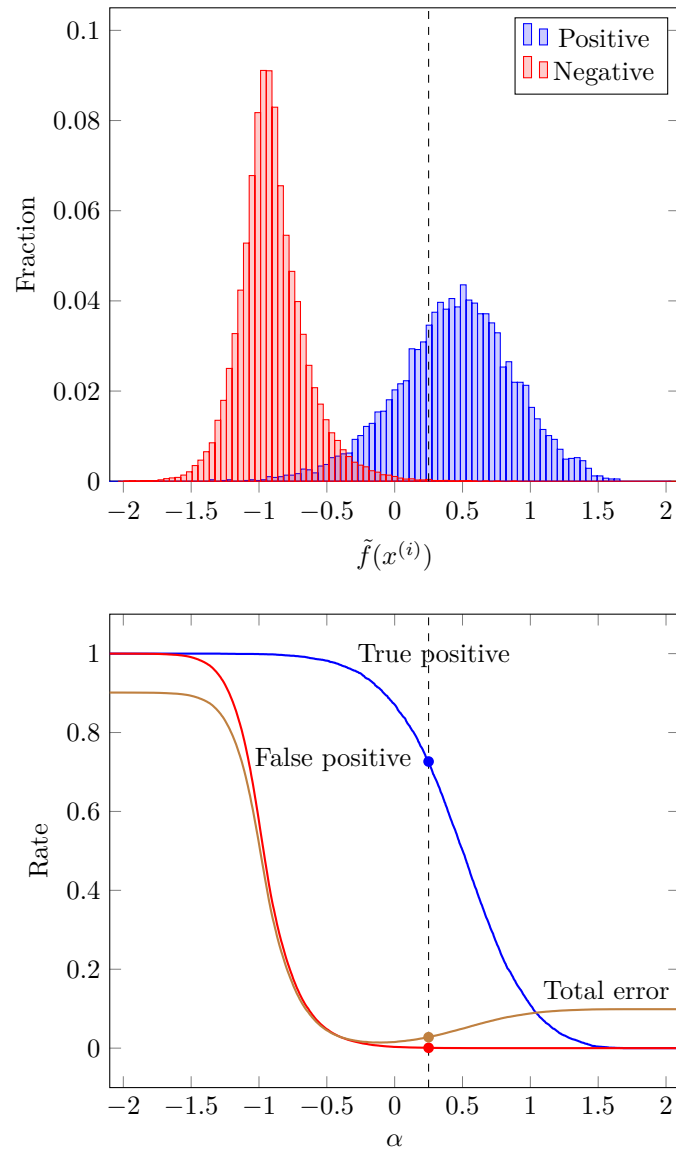 0.1
0.08
0.06
0.04
0.02
0
Fraction
Positive
Negative
−2 −1.5 −1 −0.5 0 0.5 1 1.5 2
f̃(x⁽ⁱ⁾)
1
0.8
0.6
0.4
0.2
0
Rate
True positive
False positive
Total error
−2 −1.5 −1 −0.5 0 0.5 1 1.5 2
α